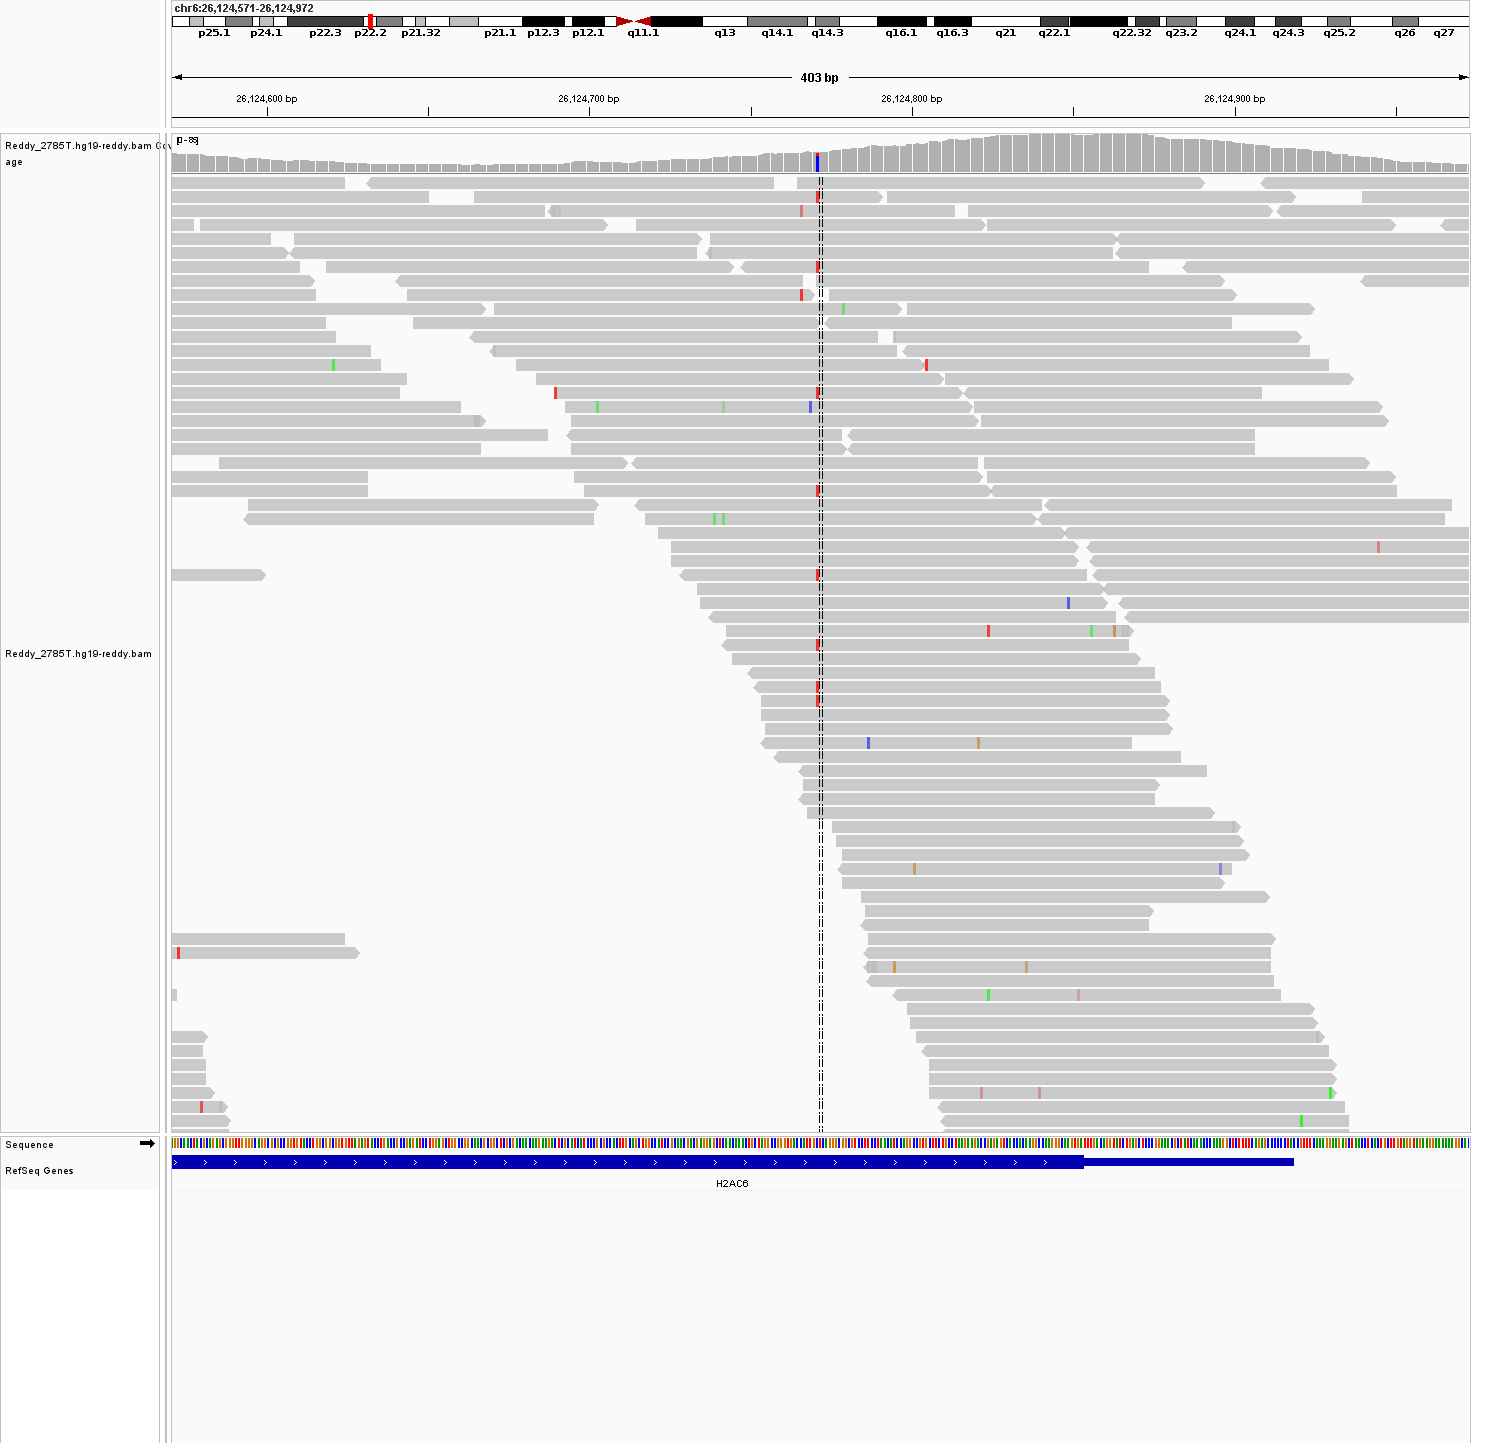 chr6:26,124,571-26,124,972
p25.1 p24.1 p22.3 p22.2 p21.32 p21.1 p12.3 p12.1 q11.1 q13 q14.1 q14.3 q16.1 q16.3 q21 q22.1 q22.32 q23.2 q24.1 q24.3 q25.2 q26 q27
403 bp
26,124,600 bp 26,124,700 bp 26,124,800 bp 26,124,900 bp
[0 - 89]
Reddy_2785T.hg19-reddy.bam Cov
age
Reddy_2785T.hg19-reddy.bam
Sequence
RefSeq Genes
H2AC6